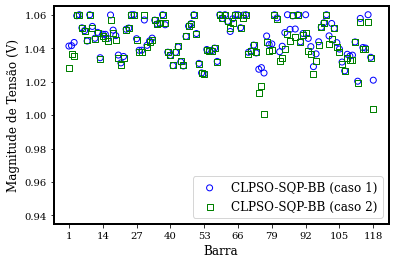 1.06
1.04
1.02
1.00
0.98
0.96
0.94
Magnitude de Tensão (V)
CLPSO-SQP-BB (caso 1)
CLPSO-SQP-BB (caso 2)
1 14 27 40 53 66 79 92 105 118
Barra